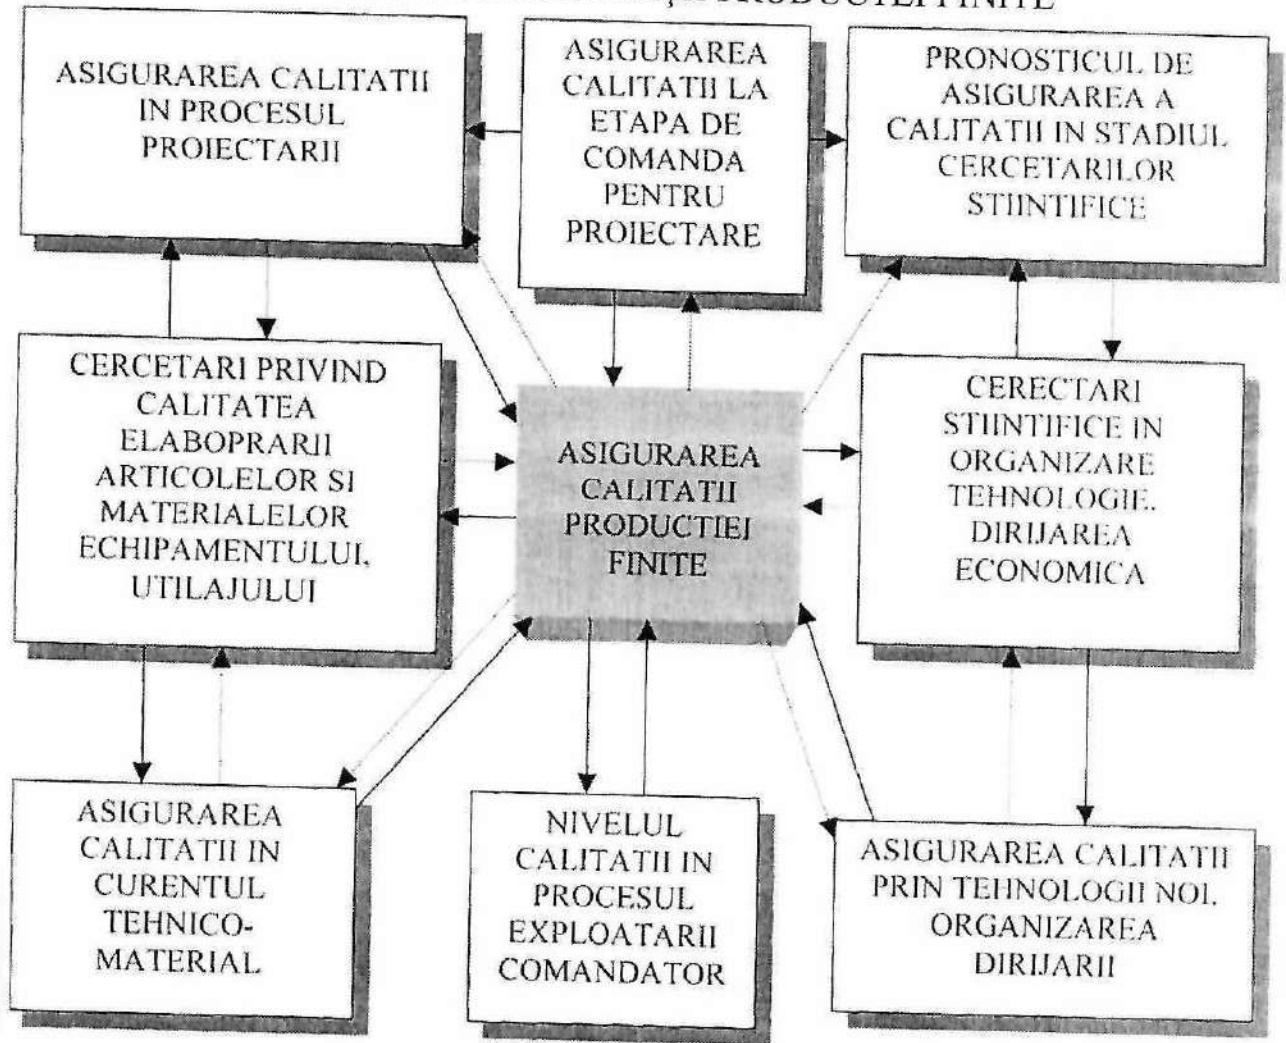 PRODUCȚIEI FINITE
ASIGURAREA CALITATII
IN PROCESUL
PROIECTARII
ASIGURAREA
CALITATII LA
ETAPA DE
COMANDA
PENTRU
PROIECTARE
PRONOSTICUL DE
ASIGURAREA A
CALITATII IN STADIUL
CERCETARILOR
STIINTIFICE
CERCETARI PRIVIND
CALITATEA
ELABOPRARII
ARTICOLELOR SI
MATERIALELOR
ECHIPAMENTULUI,
UTILAJULUI
ASIGURAREA
CALITATII
PRODUCTIEI
FINITE
CERECTARI
STIINTIFICE IN
ORGANIZARE
TEHNOLOGIE.
DIRIJAREA
ECONOMICA
ASIGURAREA
CALITATII IN
CURENTUL
TEHNICO-
MATERIAL
NIVELUL
CALITATII IN
PROCESUL
EXPLOATARII
COMANDATOR
ASIGURAREA CALITATII
PRIN TEHNOLOGII NOI.
ORGANIZAREA
DIRIJARII